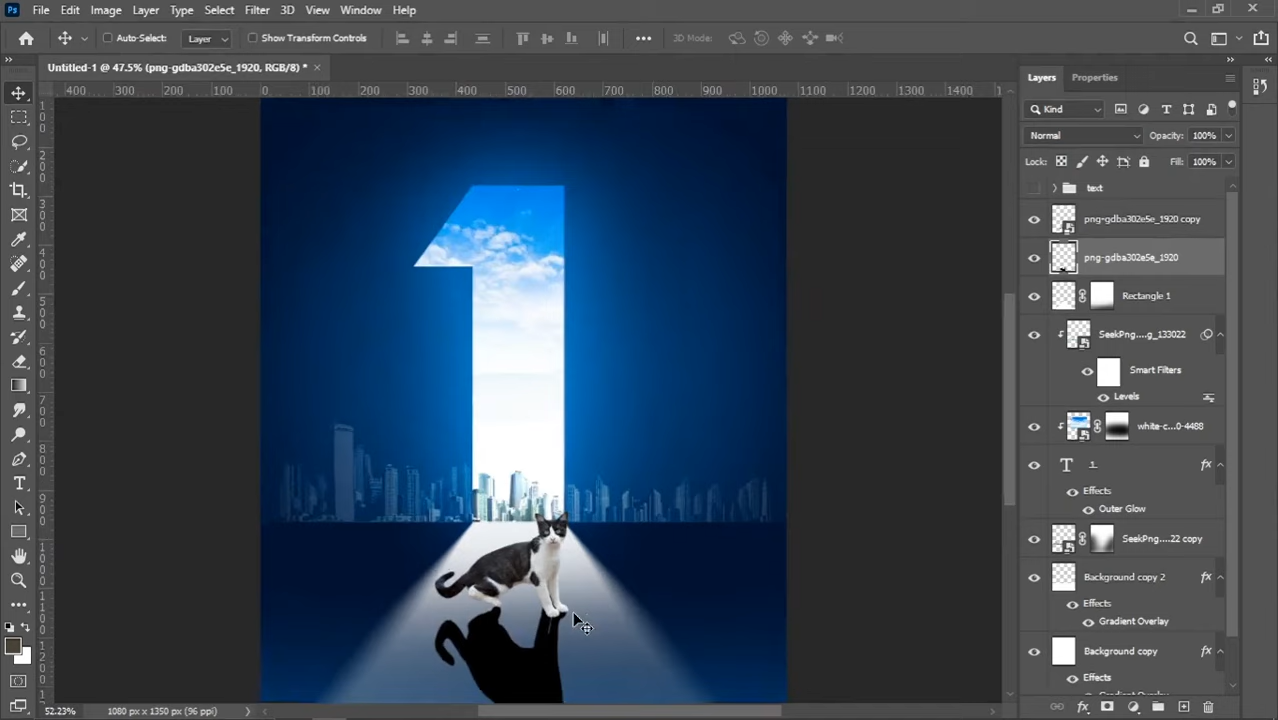 Ps File Edit Image Layer Type Select Filter 3D View Window Help
Auto-Select: Layer Show Transform Controls 3D Mode:
Untitled-1 @ 47.5% (png-gdba302e5e_1920, RGB/8) *
Layers Properties
400 300 200 100 0 100 200 300 400 500 600 700 800 900 1000 1100 1200 1300 1400
Kind
Normal Opacity: 100%
Lock: Fill: 100%
text
png-gdba302e5e_1920 copy
png-gdba302e5e_1920
Rectangle 1
SeekPng....g_133022
Smart Filters
Levels
white-c...0-4488
T 1. fx
Effects
Outer Glow
SeekPng....22 copy
Background copy 2 fx
Effects
Gradient Overlay
Background copy fx
Effects
1
52.23% 1080 px x 1350 px (96 ppi)